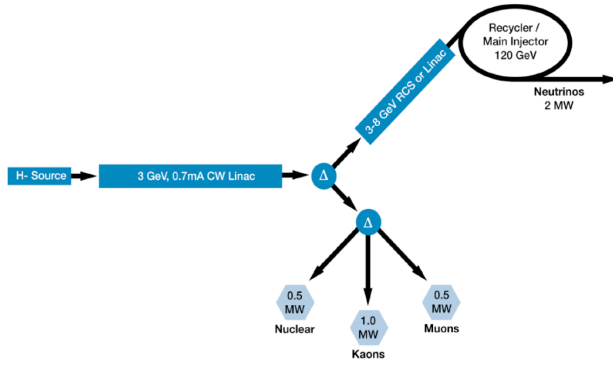 Recycler /
Main Injector
120 GeV
3-8 GeV RCS or Linac
Neutrinos
2 MW
H- Source
3 GeV, 0.7mA CW Linac
Δ
Δ
0.5
MW
Nuclear
1.0
MW
Kaons
0.5
MW
Muons